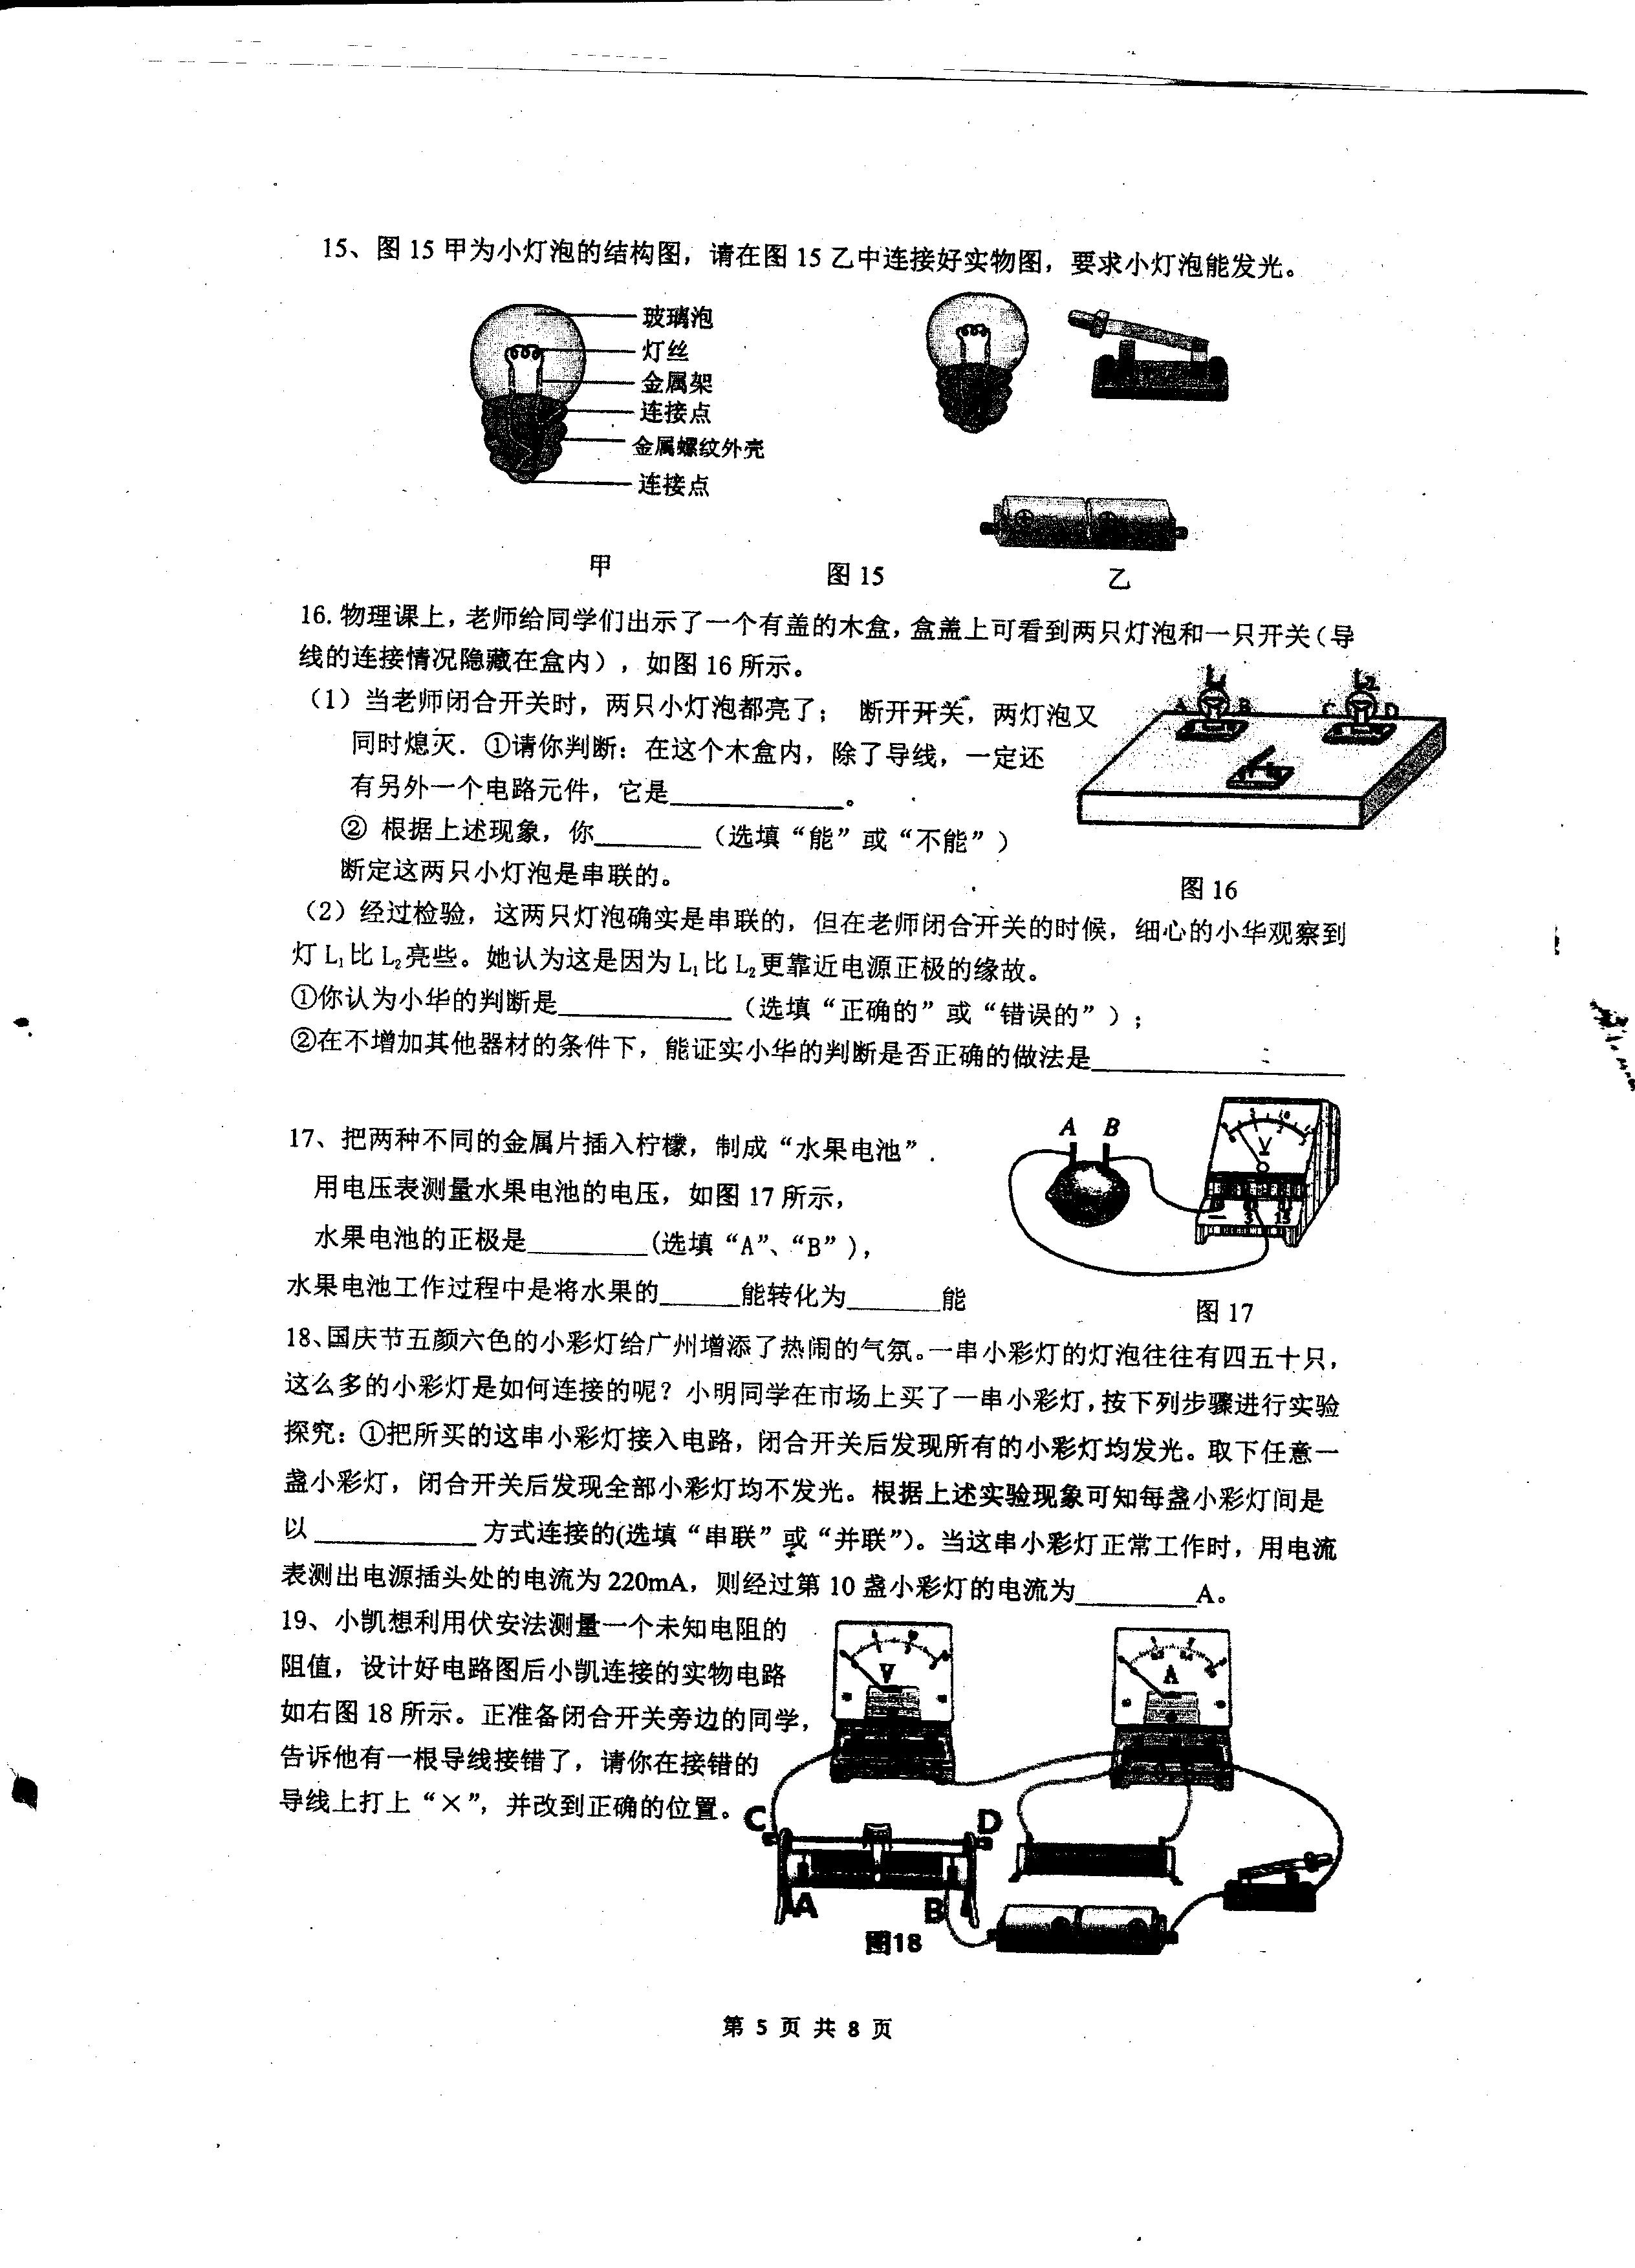 15、图 15 甲为小灯泡的结构图，请在图 15 乙中连接好实物图，要求小灯泡能发光。
玻璃泡
灯丝
金属架
连接点
金属螺纹外壳
连接点
甲
图 15
乙
16. 物理课上，老师给同学们出示了一个有盖的木盒，盒盖上可看到两只灯泡和一只开关（导
线的连接情况隐藏在盒内），如图 16 所示。
（1）当老师闭合开关时，两只小灯泡都亮了； 断开开关，两灯泡又
同时熄灭．①请你判断：在这个木盒内，除了导线，一定还
有另外一个电路元件，它是____________。
② 根据上述现象，你________（选填“能”或“不能”）
断定这两只小灯泡是串联的。
L₁ L₂
A B C D
图 16
（2）经过检验，这两只灯泡确实是串联的，但在老师闭合开关的时候，细心的小华观察到
灯 L₁ 比 L₂ 亮些。她认为这是因为 L₁ 比 L₂ 更靠近电源正极的缘故。
①你认为小华的判断是____________（选填“正确的”或“错误的”）；
②在不增加其他器材的条件下，能证实小华的判断是否正确的做法是__________________
17、把两种不同的金属片插入柠檬，制成“水果电池”．
用电压表测量水果电池的电压，如图 17 所示，
水果电池的正极是_________(选填“A”、“B”），
水果电池工作过程中是将水果的______能转化为_______能
A B
V
− 3 15
图 17
18、国庆节五颜六色的小彩灯给广州增添了热闹的气氛。一串小彩灯的灯泡往往有四五十只，
这么多的小彩灯是如何连接的呢？小明同学在市场上买了一串小彩灯，按下列步骤进行实验
探究：①把所买的这串小彩灯接入电路，闭合开关后发现所有的小彩灯均发光。取下任意一
盏小彩灯，闭合开关后发现全部小彩灯均不发光。根据上述实验现象可知每盏小彩灯间是
以____________方式连接的(选填“串联”或“并联”)。当这串小彩灯正常工作时，用电流
表测出电源插头处的电流为 220mA，则经过第 10 盏小彩灯的电流为_________A。
19、小凯想利用伏安法测量一个未知电阻的
阻值，设计好电路图后小凯连接的实物电路
如右图 18 所示。正准备闭合开关旁边的同学，
告诉他有一根导线接错了，请你在接错的
导线上打上“×”，并改到正确的位置。
V
A
C D
A B
图18
第 5 页 共 8 页